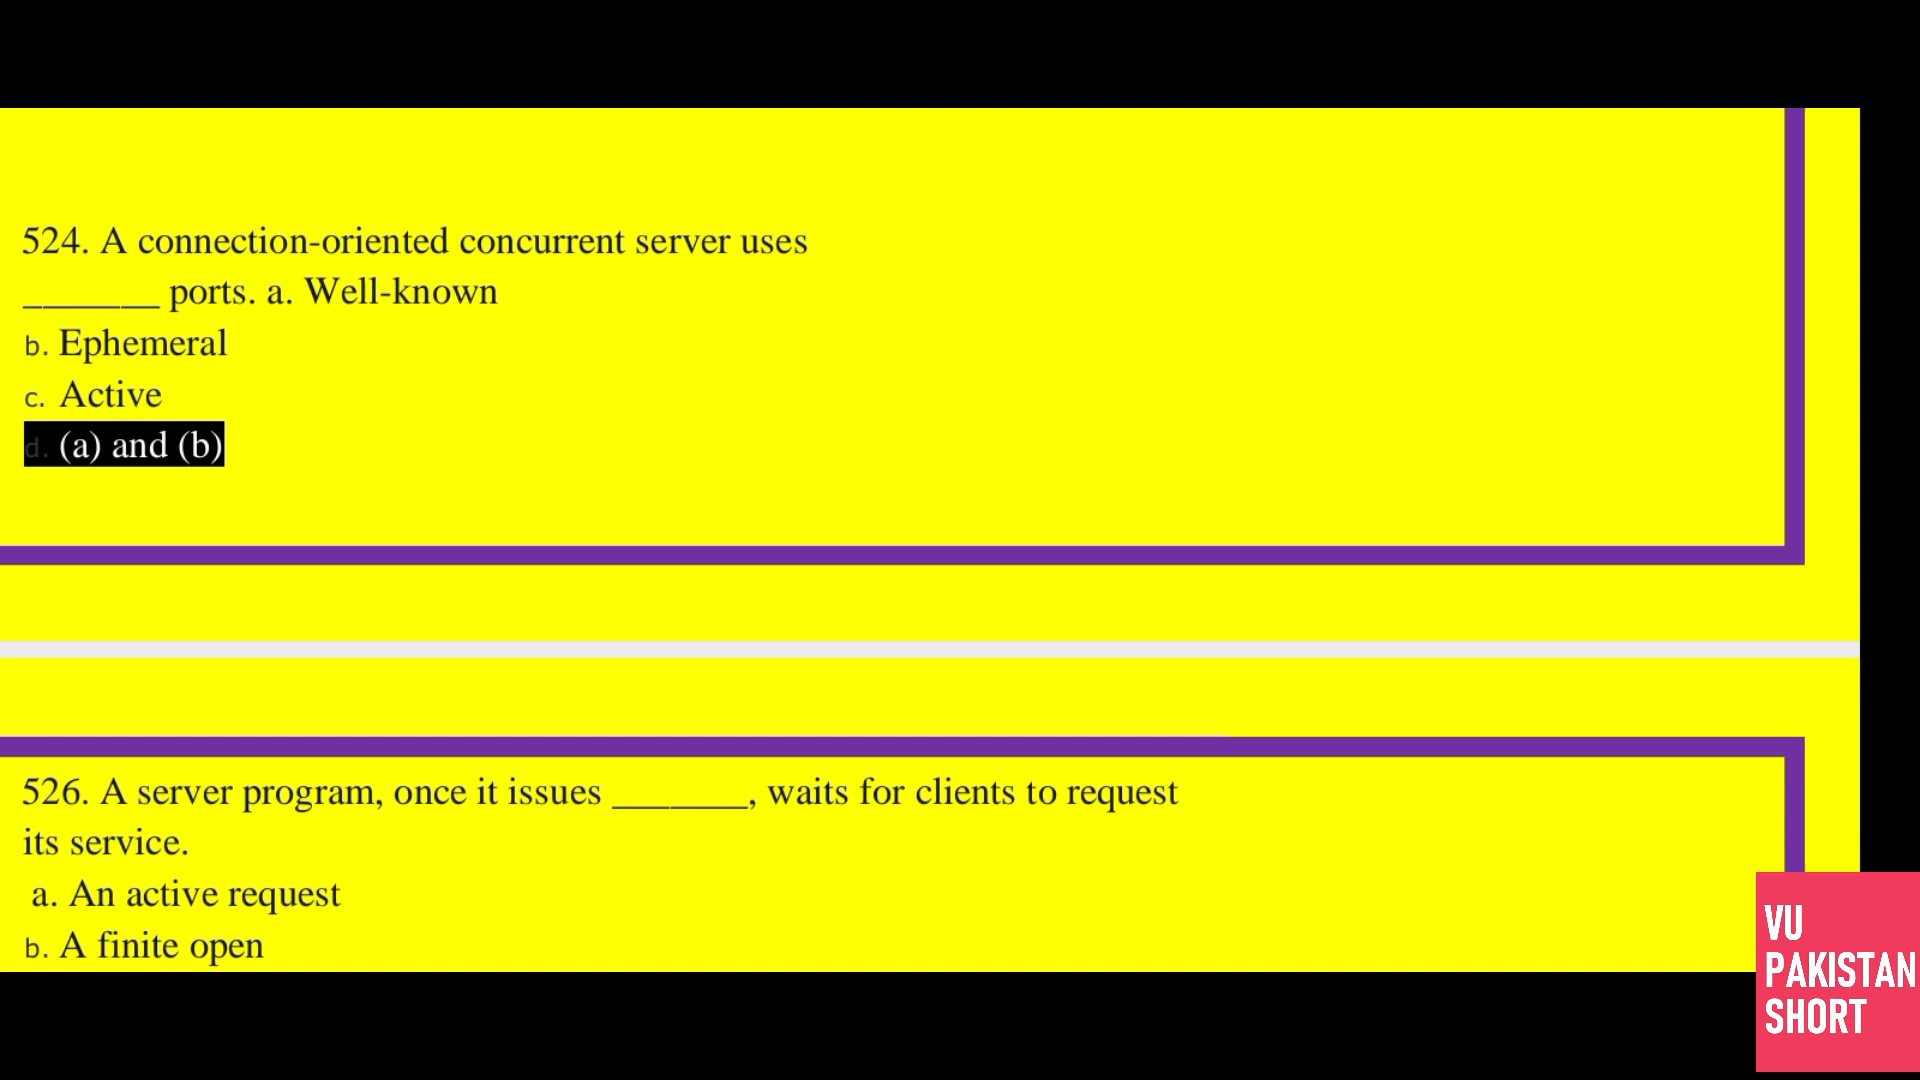 524. A connection-oriented concurrent server uses
_______ ports. a. Well-known
b. Ephemeral
c. Active
d. (a) and (b)
526. A server program, once it issues _______, waits for clients to request
its service.
a. An active request
b. A finite open
VU
PAKISTAN
SHORT